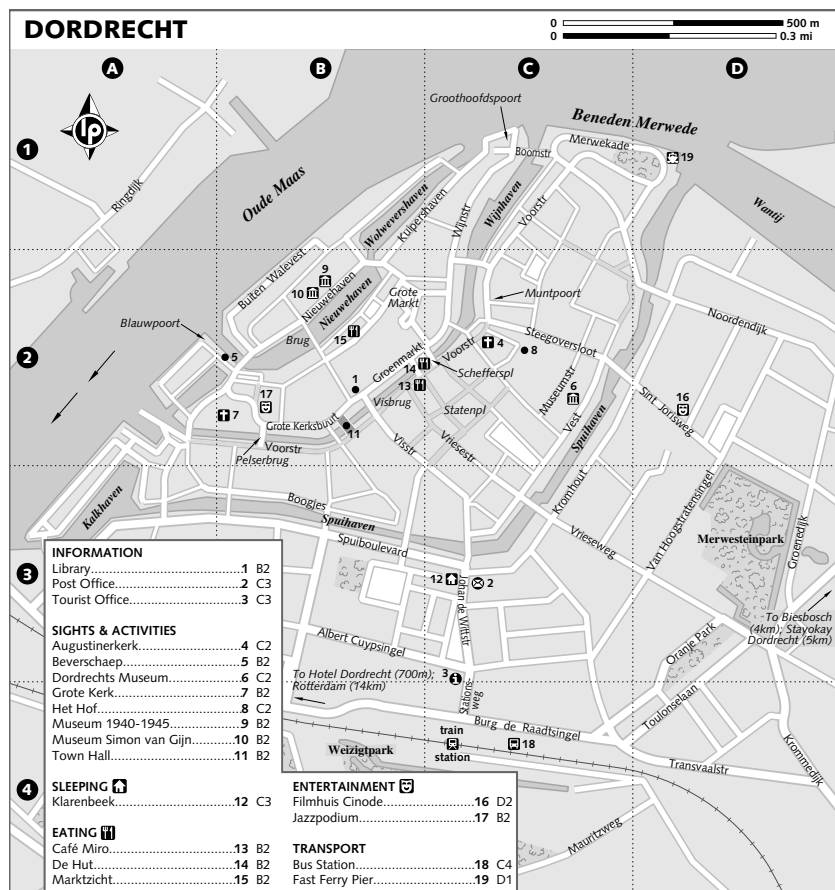 DORDRECHT
0 500 m
0 0.3 mi
A
B
C
D
1
2
3
4
lp
Groothoofdspoort
Beneden Merwede
Merwekade
19
Boomstr
Ringdijk
Oude Maas
Wolwevershaven
Kuipershaven
Wijnstr
Wijnhaven
Voorstr
Wantij
Buiten Walevest
9
10
Nieuwehaven
Nieuwehaven
Grote
Markt
Muntpoort
Noordendijk
Blauwpoort
Brug
15
5
Groenmarkt
Voorstr
4
8
Steegoversloot
14
Schefferspl
13
1
Visbrug
Museumstr
6
Sint Jorisweg
16
17
7
Grote Kerksbuurt
11
Statenpl
Vest
Spuihaven
Voorstr
Pelserbrug
Visstr
Vriesestr
Kromhout
Kalkhaven
Boogjes
Spuihaven
Spuiboulevard
Vrieseweg
Van Hoogstratensingel
Merwesteinpark
Groenedijk
12
2
Johan de Wittstr
To Biesbosch
(4km); Stayokay
Dordrecht (5km)
Albert Cuypsingel
Oranje Park
To Hotel Dordrecht (700m);
Rotterdam (14km)
3
Stations-
weg
Toulonselaan
Burg de Raadtsingel
train
station
18
Weizigtpark
Transvaalstr
Krommedijk
Mauritzweg
INFORMATION
Library 1 B2
Post Office 2 C3
Tourist Office 3 C3
SIGHTS & ACTIVITIES
Augustinerkerk 4 C2
Beverschaep 5 B2
Dordrechts Museum 6 C2
Grote Kerk 7 B2
Het Hof 8 C2
Museum 1940-1945 9 B2
Museum Simon van Gijn 10 B2
Town Hall 11 B2
SLEEPING
Klarenbeek 12 C3
EATING
Café Miro 13 B2
De Hut 14 B2
Marktzicht 15 B2
ENTERTAINMENT
Filmhuis Cinode 16 D2
Jazzpodium 17 B2
TRANSPORT
Bus Station 18 C4
Fast Ferry Pier 19 D1